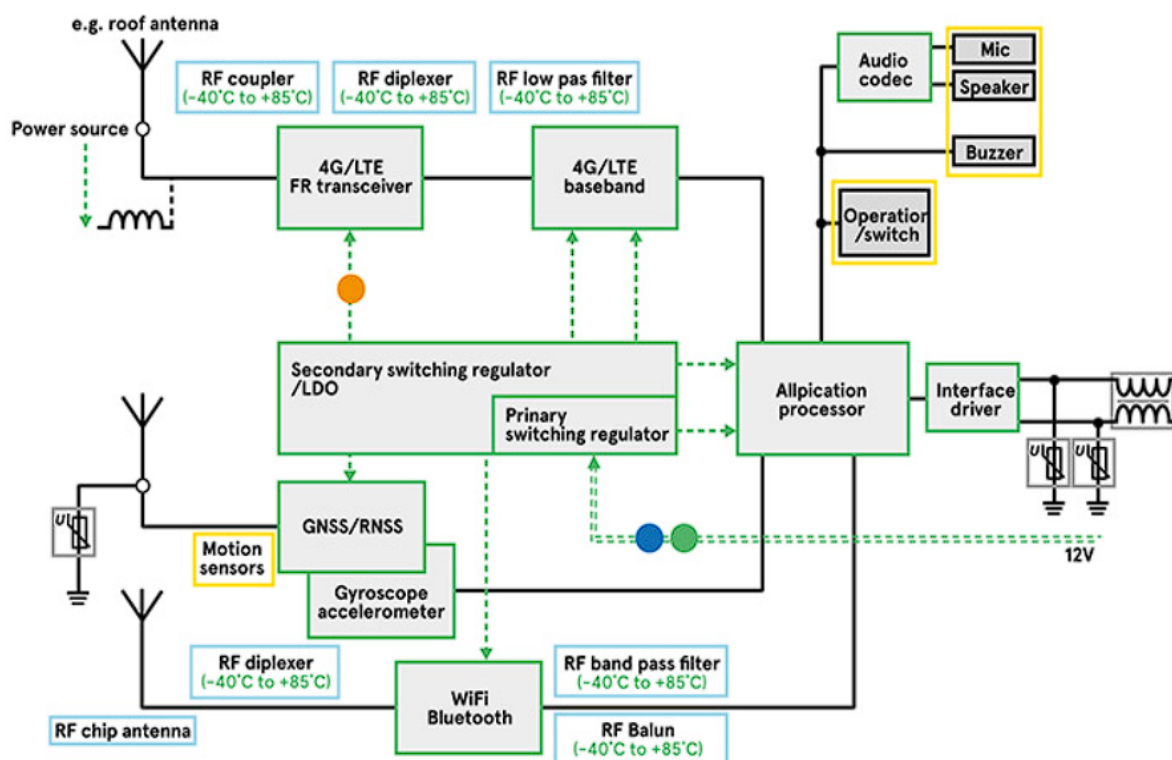 e.g. roof antenna
RF coupler
(-40°C to +85°C)
RF diplexer
(-40°C to +85°C)
RF low pas filter
(-40°C to +85°C)
Audio
codec
Mic
Speaker
Buzzer
Power source
4G/LTE
FR transceiver
4G/LTE
baseband
Operation
/switch
Secondary switching regulator
/LDO
Primary
switching regulator
Allpication
processor
Interface
driver
U
U
U
GNSS/RNSS
12V
Motion
sensors
Gyroscope
accelerometer
RF diplexer
(-40°C to +85°C)
RF band pass filter
(-40°C to +85°C)
WiFi
Bluetooth
RF chip antenna
RF Balun
(-40°C to +85°C)